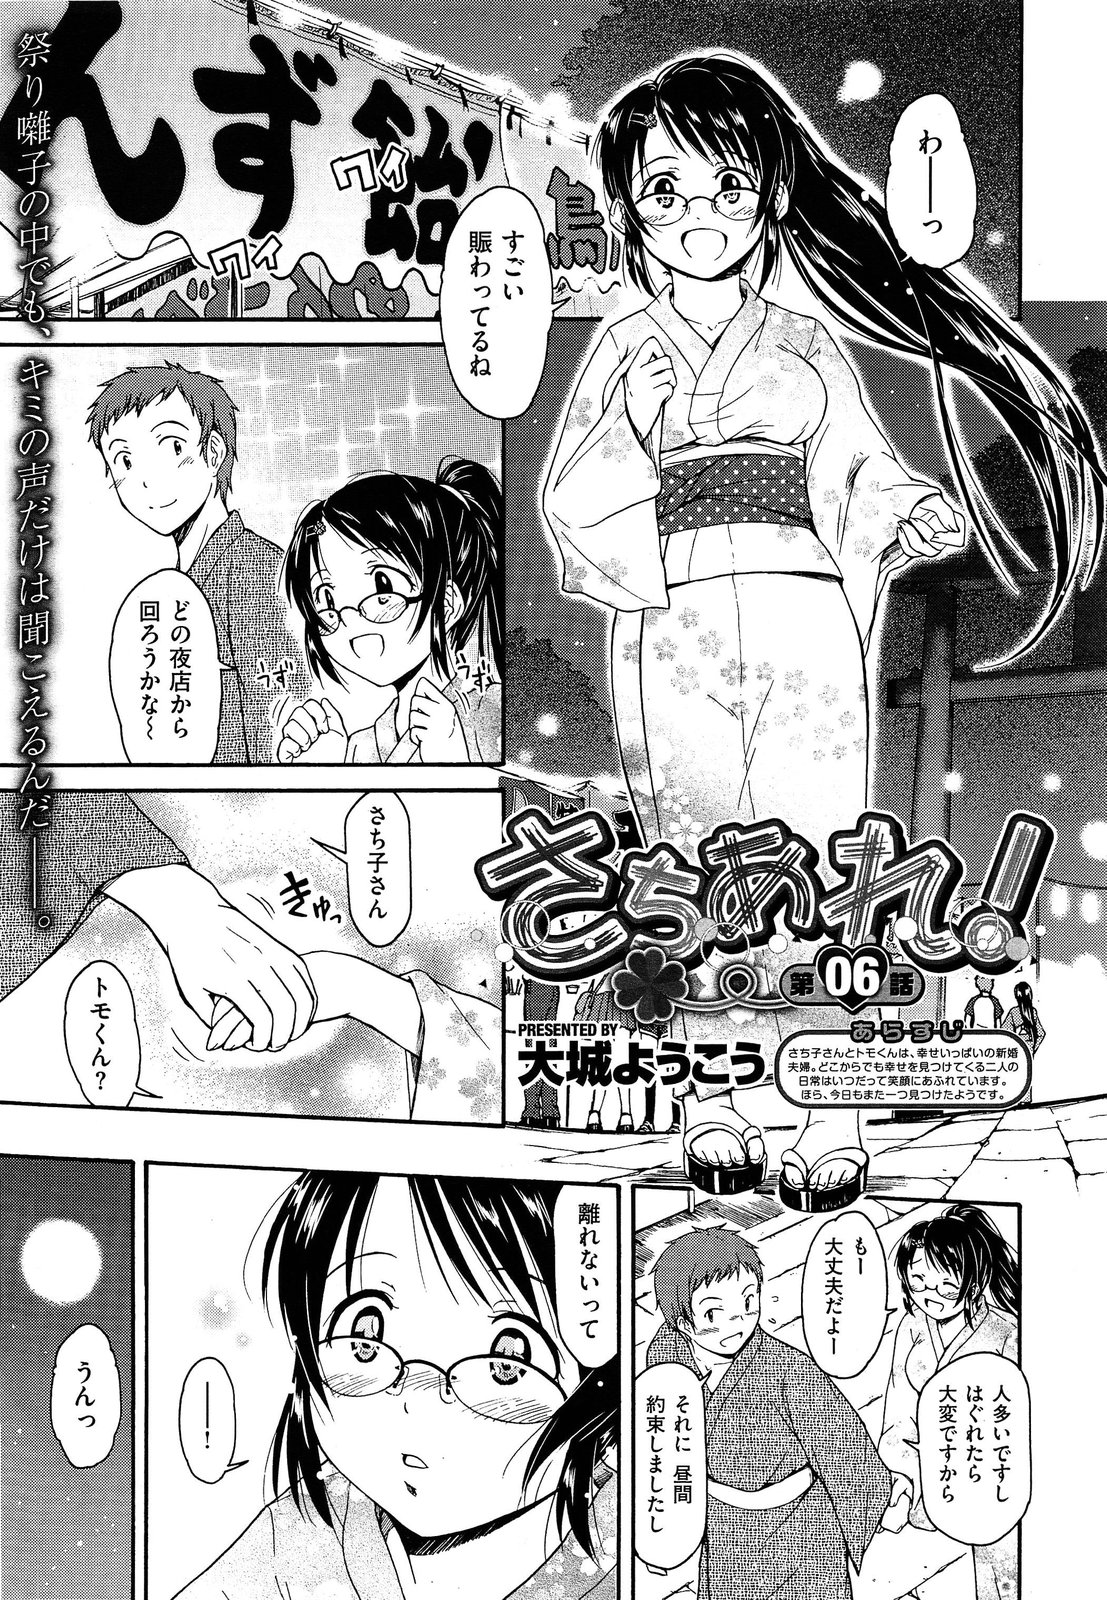 わーーっ
すごい
賑わってるね
んず飴
ワイ
ワイ
鳥
祭り囃子の中でも、キミの声だけは聞こえるんだ――。
どの夜店から
回ろうかな〜
うず
うず
さち子さん
きゅっ
トモくん？
さちあれ！
第06話
PRESENTED BY
大城ようこう
あらすじ
さち子さんとトモくんは、幸せいっぱいの新婚
夫婦。どこからでも幸せを見つけてくる二人の
日常はいつだって笑顔にあふれています。
ほら、今日もまた一つ見つけたようです。
も―
大丈夫だよ―
人多いですし
はぐれたら
大変ですから
それに 昼間
約束しましたし
離れないって
――！
うんっ